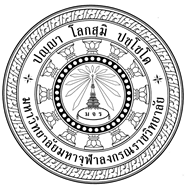 ปญฺญา โลกสฺมิ ปชฺโชโต
ม จ ร
มหาวิทยาลัยมหาจุฬาลงกรณราชวิทยาลัย